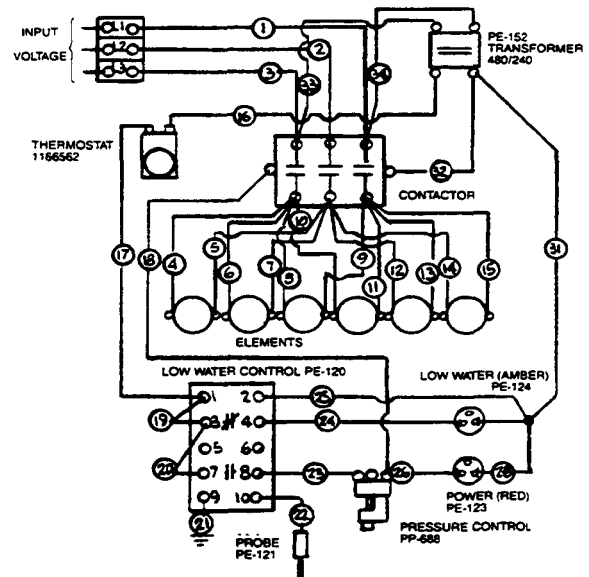 INPUT
VOLTAGE
L1
L2
L3
1
2
3
33
34
PE-152
TRANSFORMER
480/240
16
THERMOSTAT
1166562
32
CONTACTOR
17
18
4
5
6
7
8
10
9
11
12
13
14
15
31
ELEMENTS
LOW WATER CONTROL PE-120
LOW WATER (AMBER)
PE-124
1 2
25
19
3 4
24
5 6
20
7 8
23
26
28
9 10
21
22
POWER (RED)
PE-123
PROBE
PE-121
PRESSURE CONTROL
PP-688